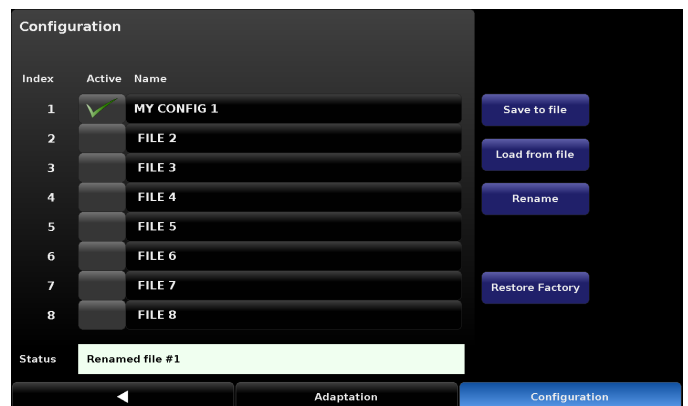 Configuration
Index Active Name
1 MY CONFIG 1 Save to file
2 FILE 2
3 FILE 3 Load from file
4 FILE 4 Rename
5 FILE 5
6 FILE 6
7 FILE 7 Restore Factory
8 FILE 8
Status Renamed file #1
Adaptation Configuration